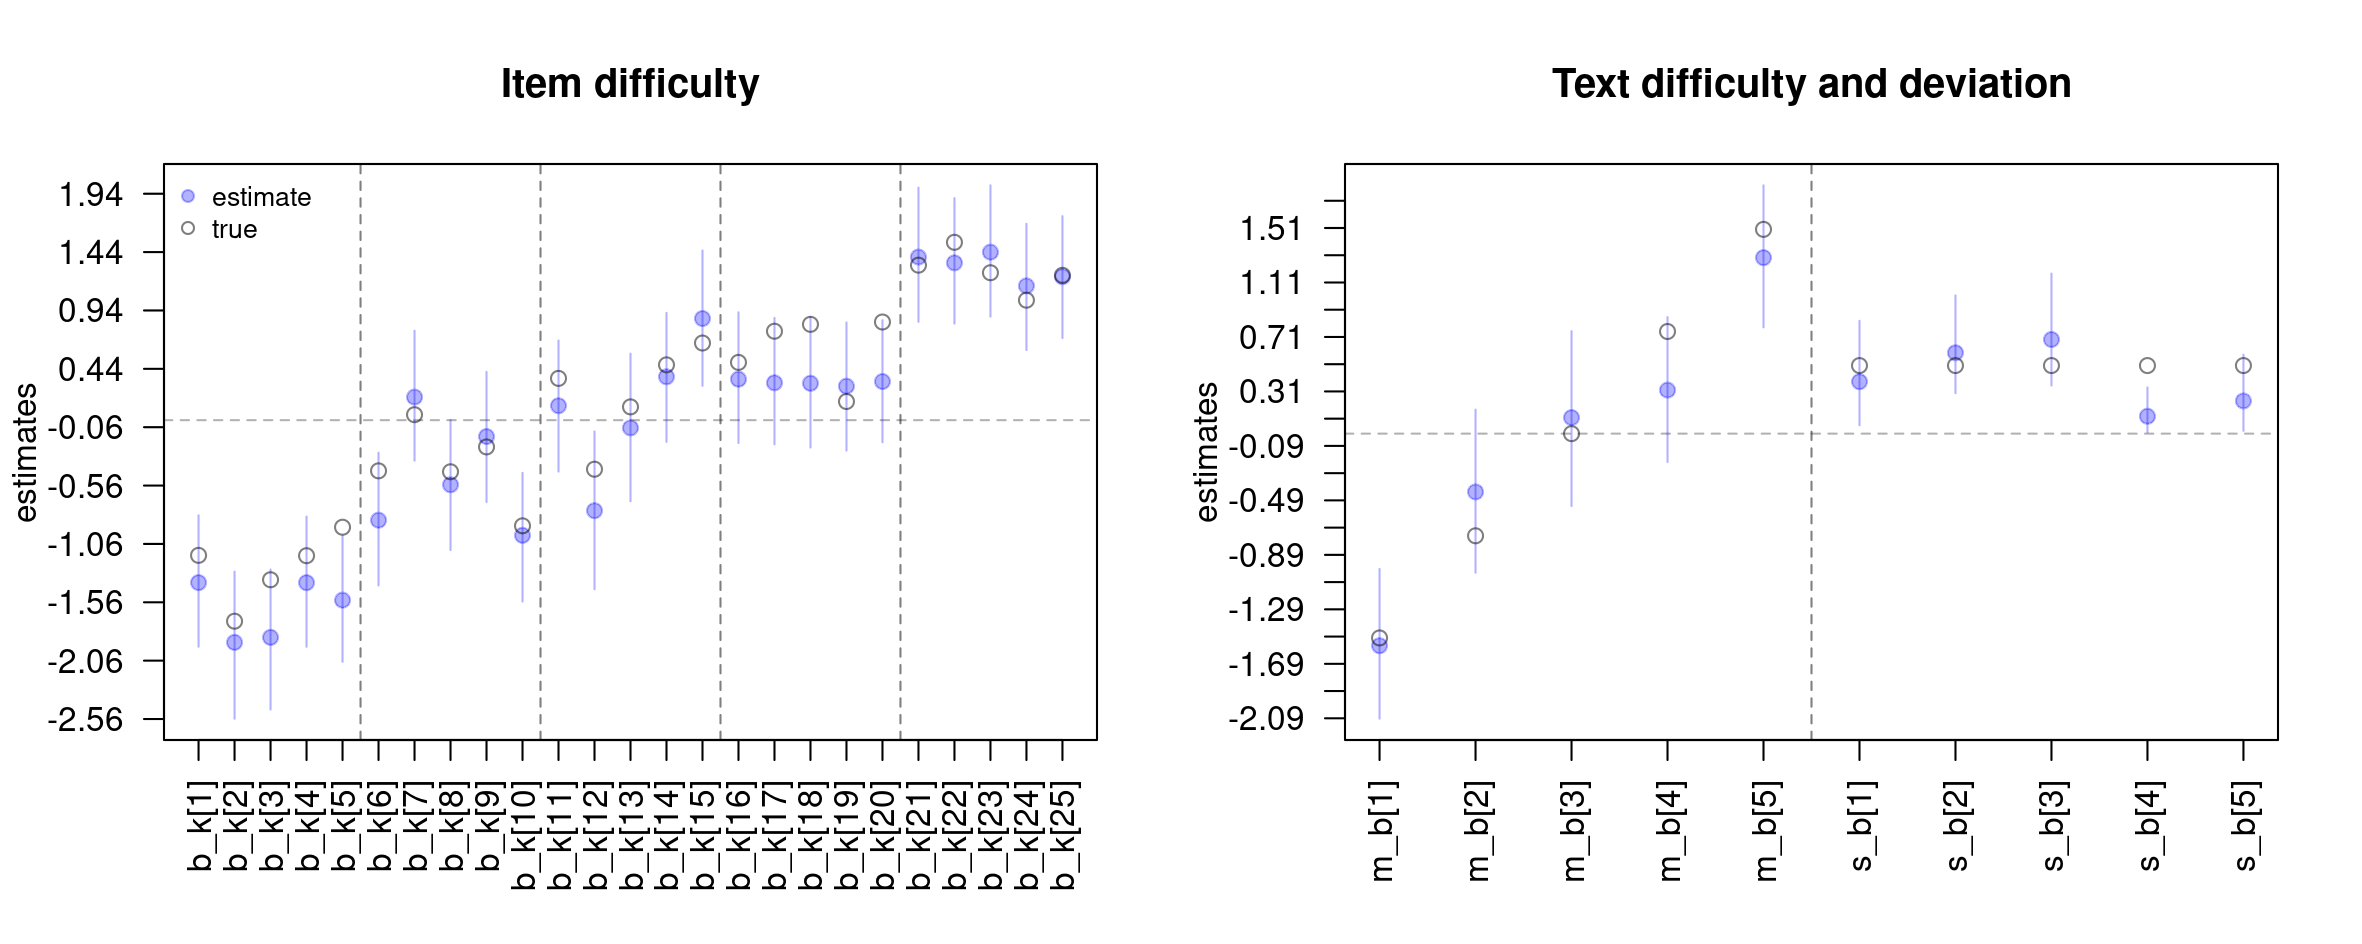 Item difficulty
estimates
1.94
1.44
0.94
0.44
-0.06
-0.56
-1.06
-1.56
-2.06
-2.56
estimate
true
b_k[1]
b_k[2]
b_k[3]
b_k[4]
b_k[5]
b_k[6]
b_k[7]
b_k[8]
b_k[9]
b_k[10]
b_k[11]
b_k[12]
b_k[13]
b_k[14]
b_k[15]
b_k[16]
b_k[17]
b_k[18]
b_k[19]
b_k[20]
b_k[21]
b_k[22]
b_k[23]
b_k[24]
b_k[25]
Text difficulty and deviation
estimates
1.51
1.11
0.71
0.31
-0.09
-0.49
-0.89
-1.29
-1.69
-2.09
m_b[1]
m_b[2]
m_b[3]
m_b[4]
m_b[5]
s_b[1]
s_b[2]
s_b[3]
s_b[4]
s_b[5]